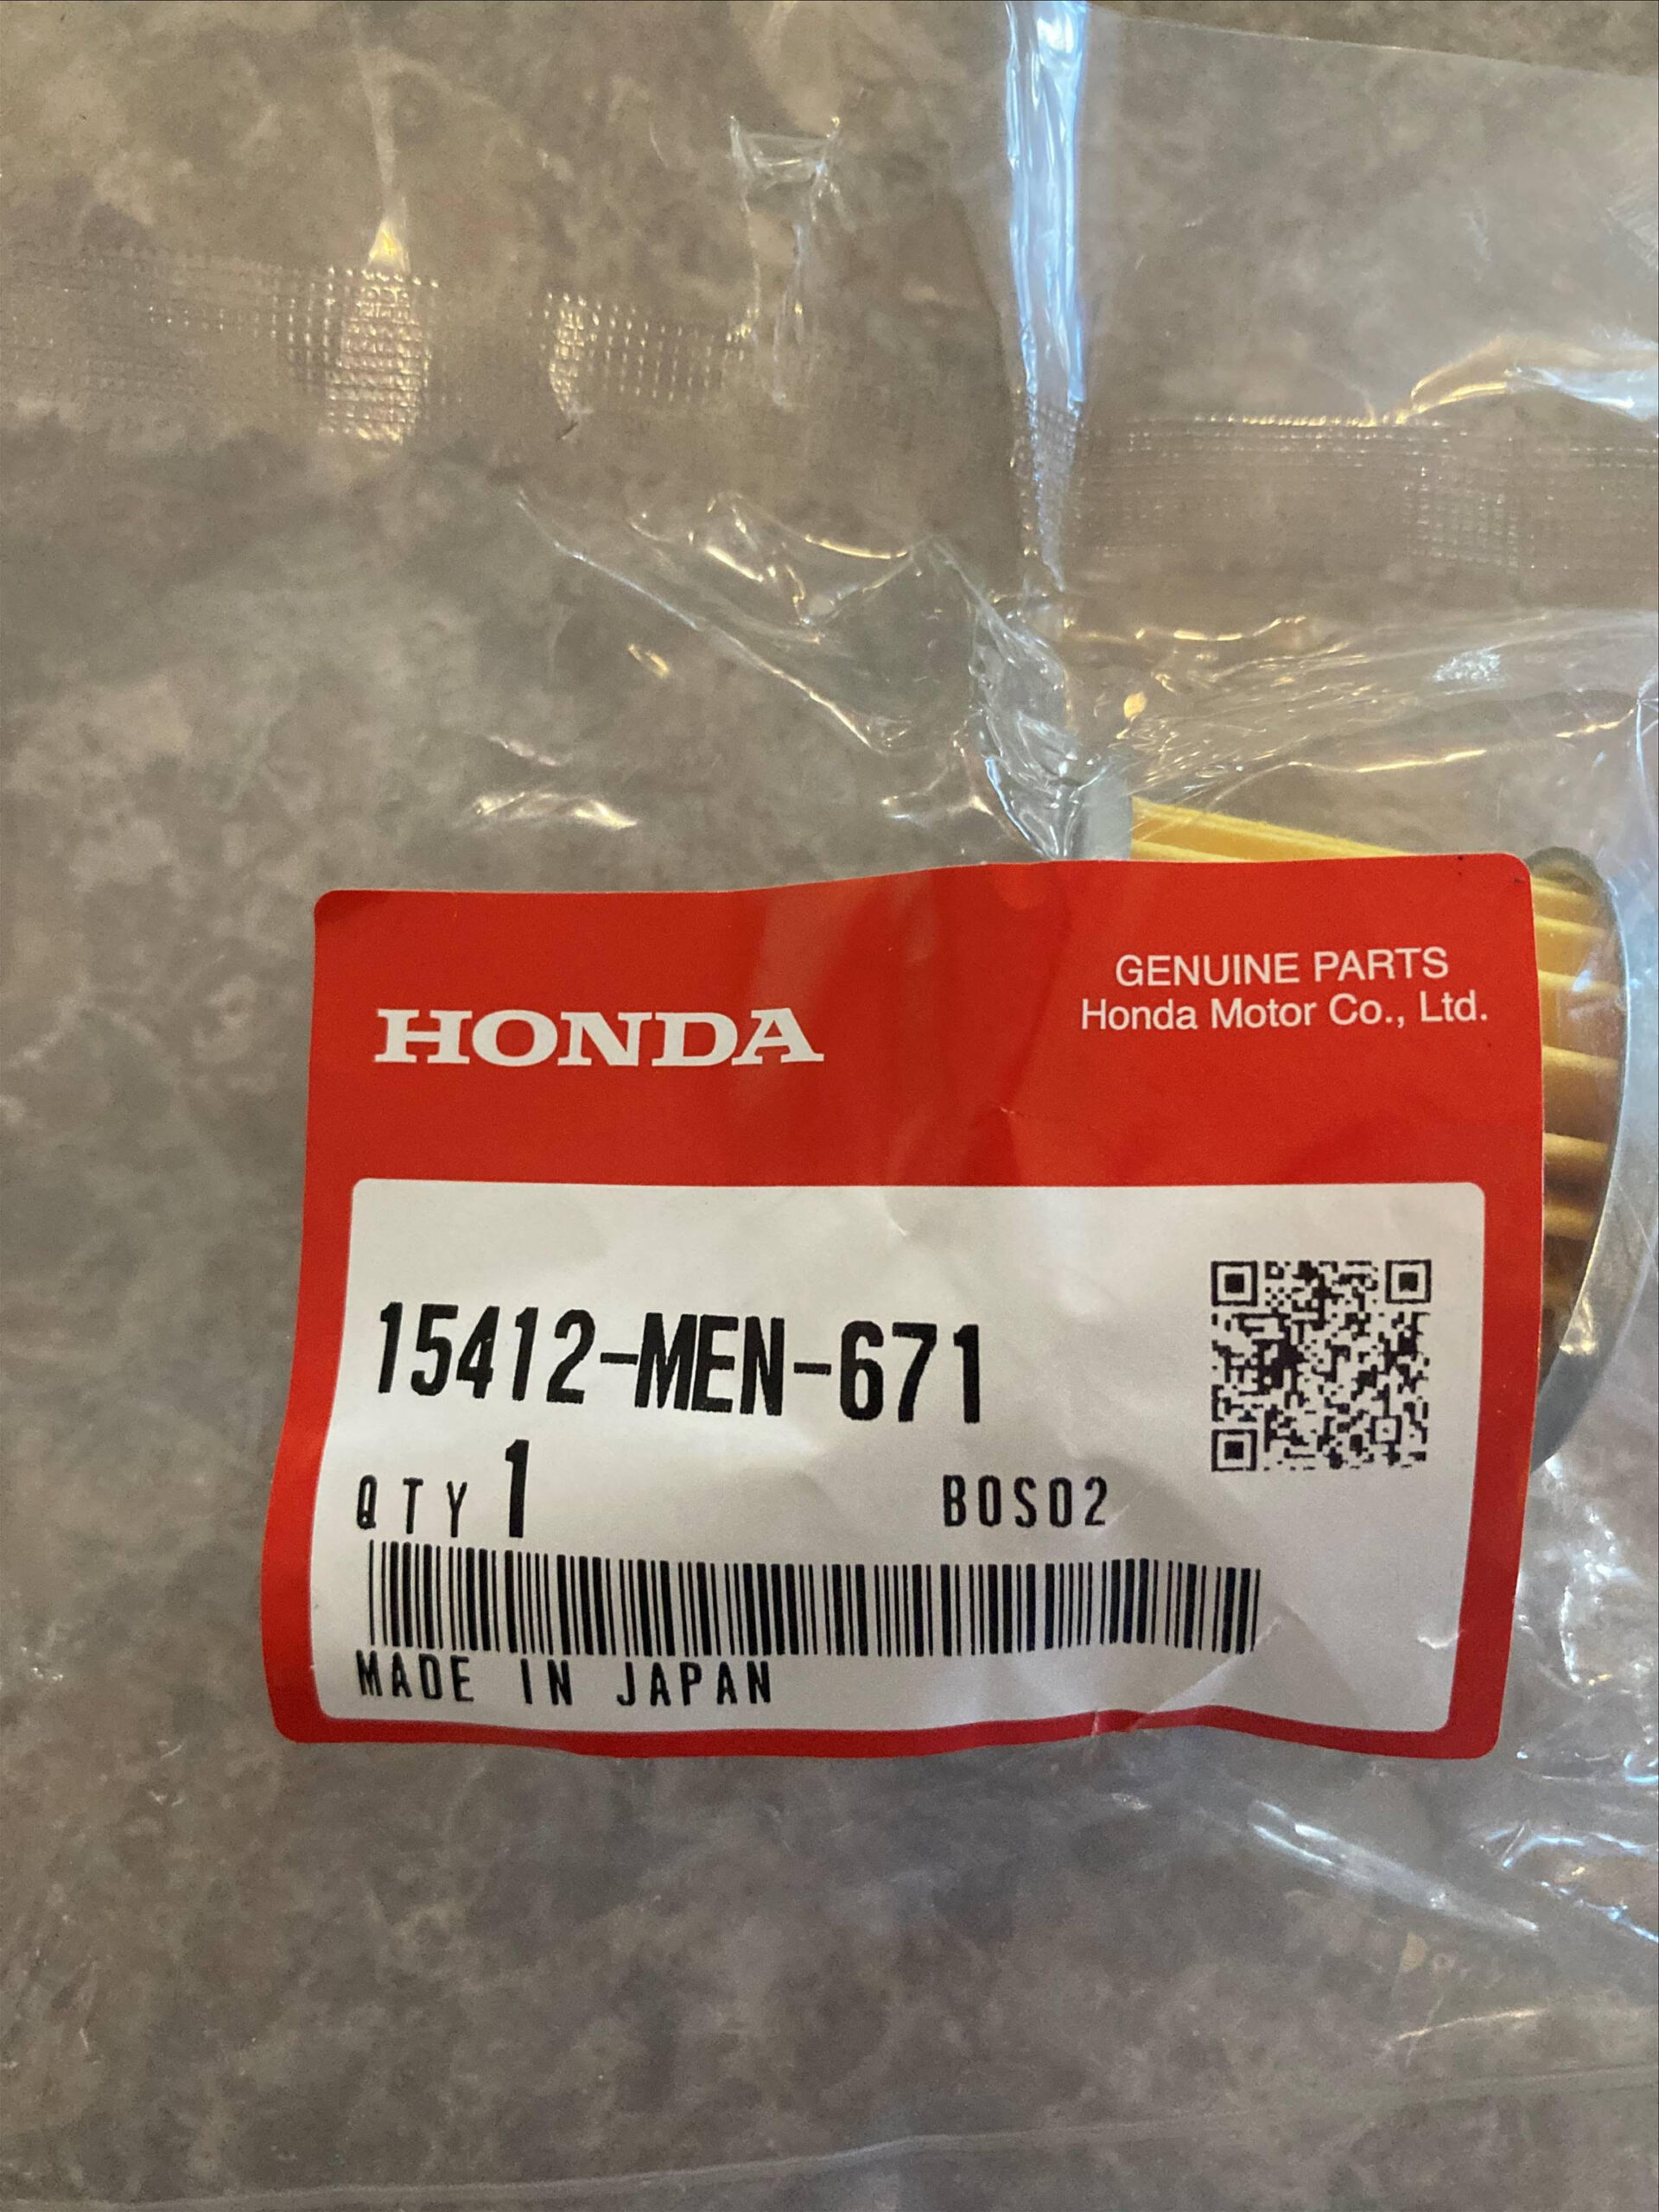 HONDA
GENUINE PARTS
Honda Motor Co., Ltd.
15412-MEN-671
QTY 1
B0S02
MADE IN JAPAN